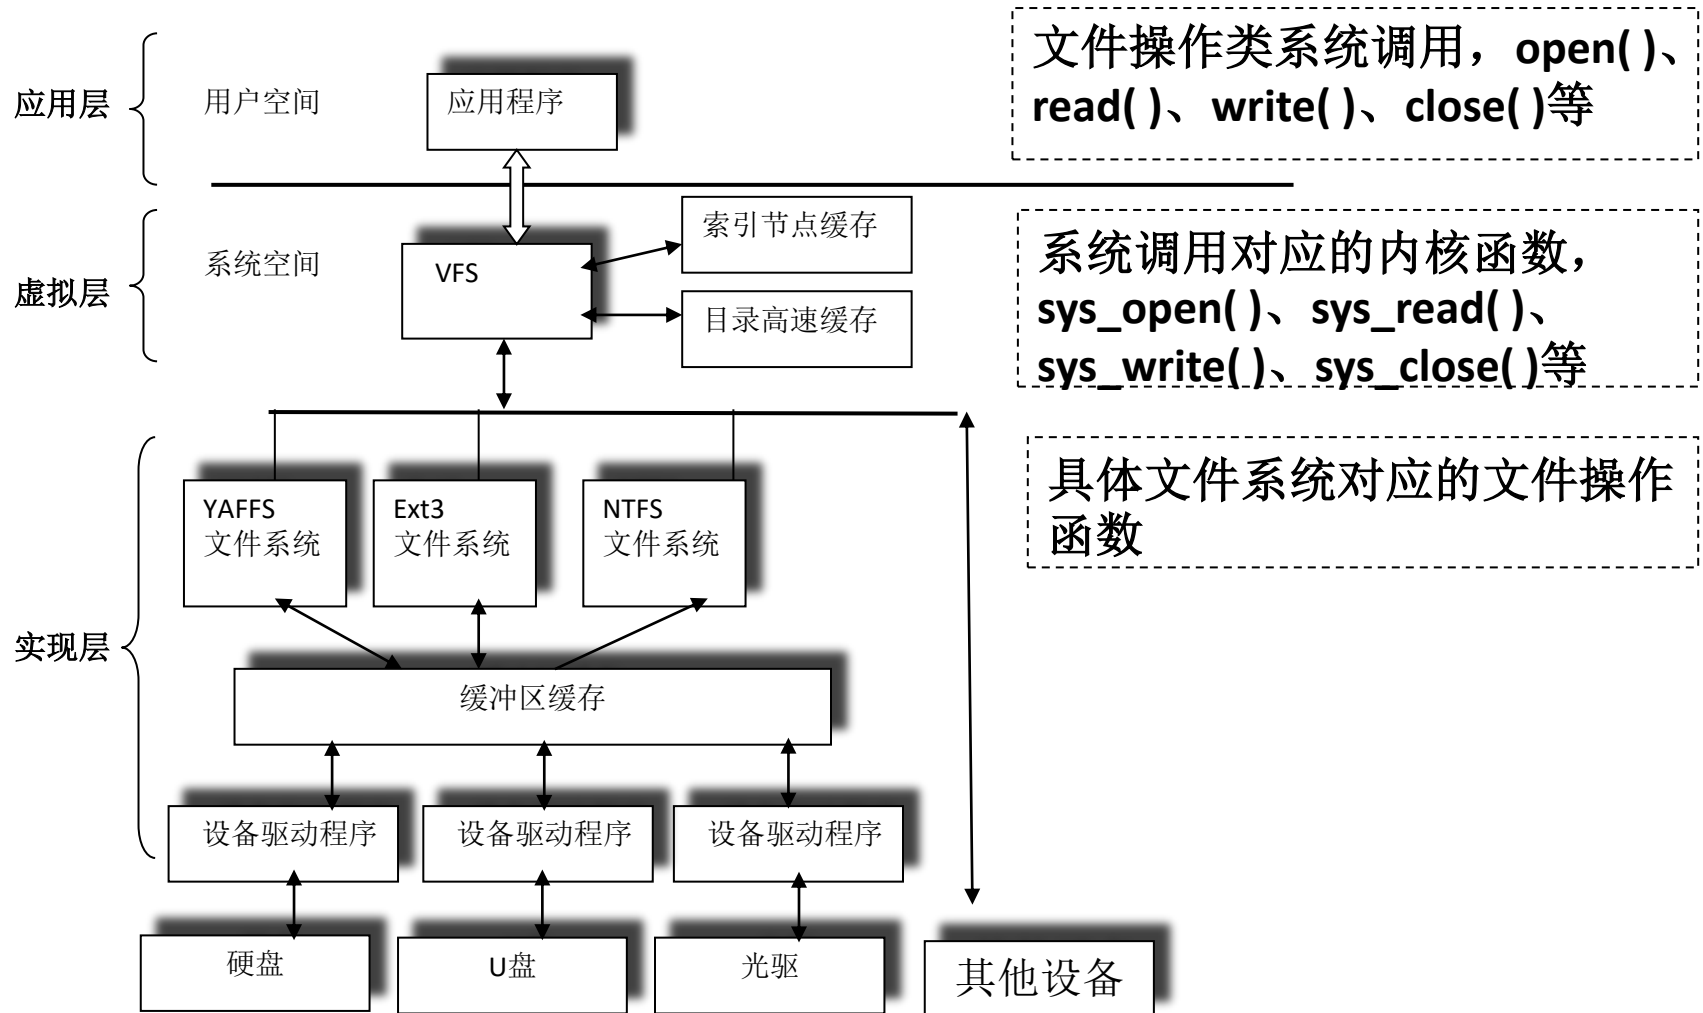 文件操作类系统调用，open( )、
read( )、write( )、close( )等
应用层
用户空间
应用程序
虚拟层
系统空间
VFS
索引节点缓存
目录高速缓存
系统调用对应的内核函数，
sys_open( )、sys_read( )、
sys_write( )、sys_close( )等
实现层
YAFFS
文件系统
Ext3
文件系统
NTFS
文件系统
具体文件系统对应的文件操作
函数
缓冲区缓存
设备驱动程序
设备驱动程序
设备驱动程序
硬盘
U盘
光驱
其他设备